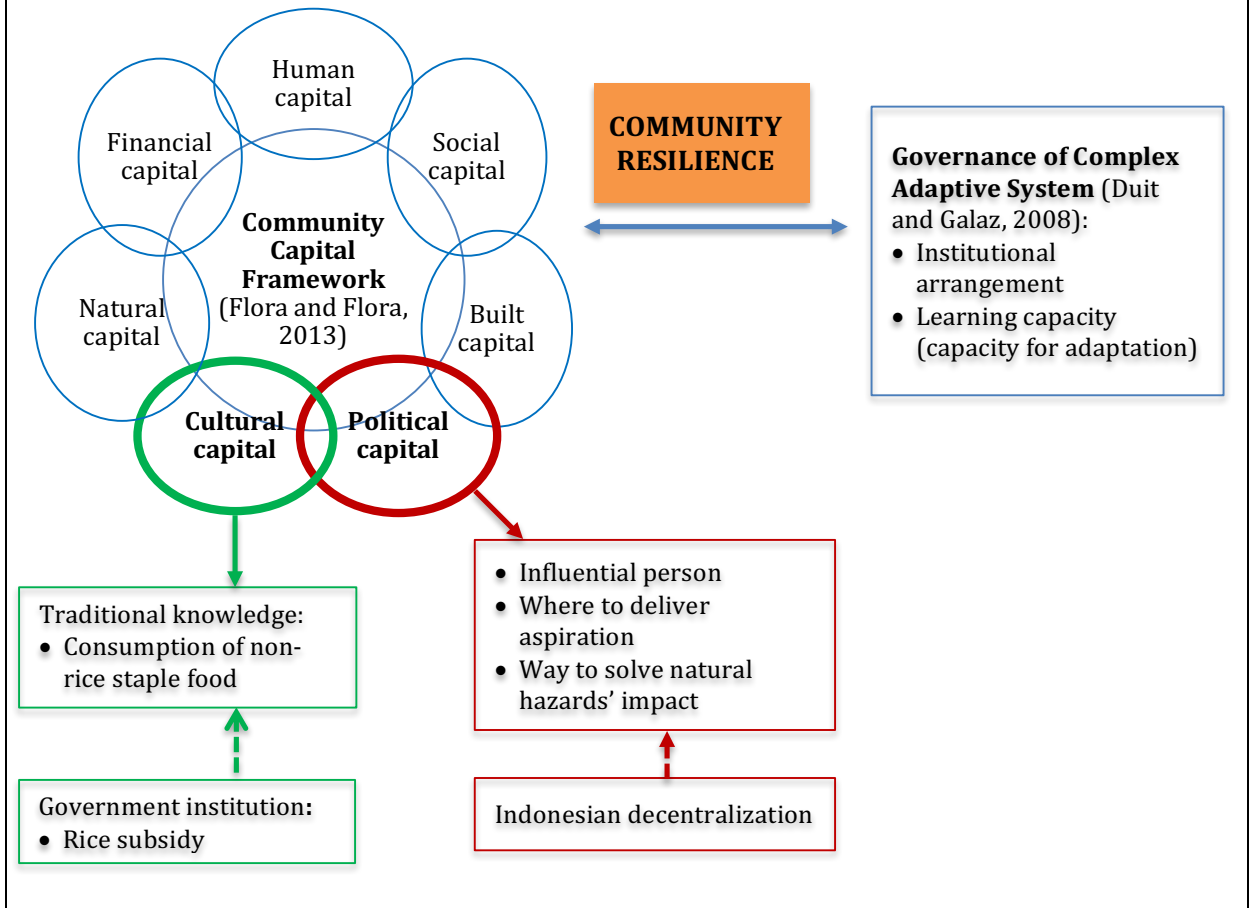 Human
capital
Financial
capital
Social
capital
Community
Capital
Framework
(Flora and Flora,
2013)
Natural
capital
Built
capital
Cultural
capital
Political
capital
COMMUNITY
RESILIENCE
Governance of Complex
Adaptive System (Duit
and Galaz, 2008):
• Institutional
arrangement
• Learning capacity
(capacity for adaptation)
Traditional knowledge:
• Consumption of non-
rice staple food
• Influential person
• Where to deliver
aspiration
• Way to solve natural
hazards’ impact
Government institution:
• Rice subsidy
Indonesian decentralization